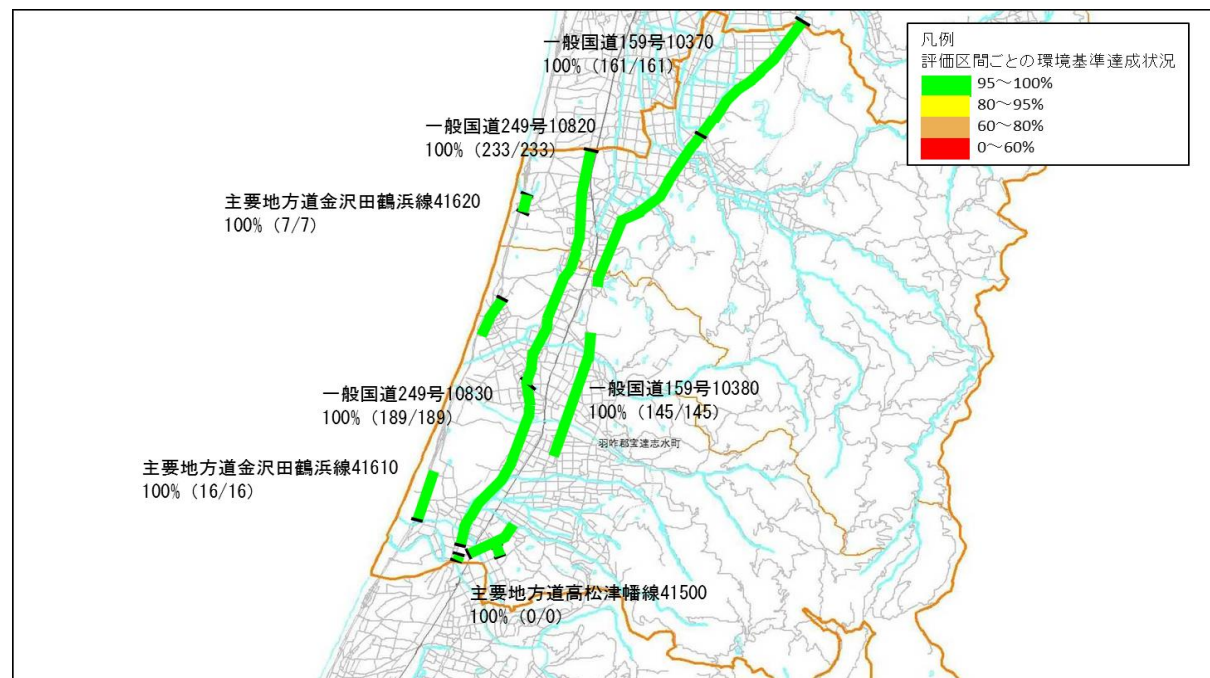 一般国道159号10370
100%（161/161）
凡例
評価区間ごとの環境基準達成状況
95～100%
80～95%
60～80%
0～60%
一般国道249号10820
100%（233/233）
主要地方道金沢田鶴浜線41620
100%（7/7）
一般国道249号10830
100%（189/189）
一般国道159号10380
100%（145/145）
羽咋郡宝達志水町
主要地方道金沢田鶴浜線41610
100%（16/16）
主要地方道高松津幡線41500
100%（0/0）